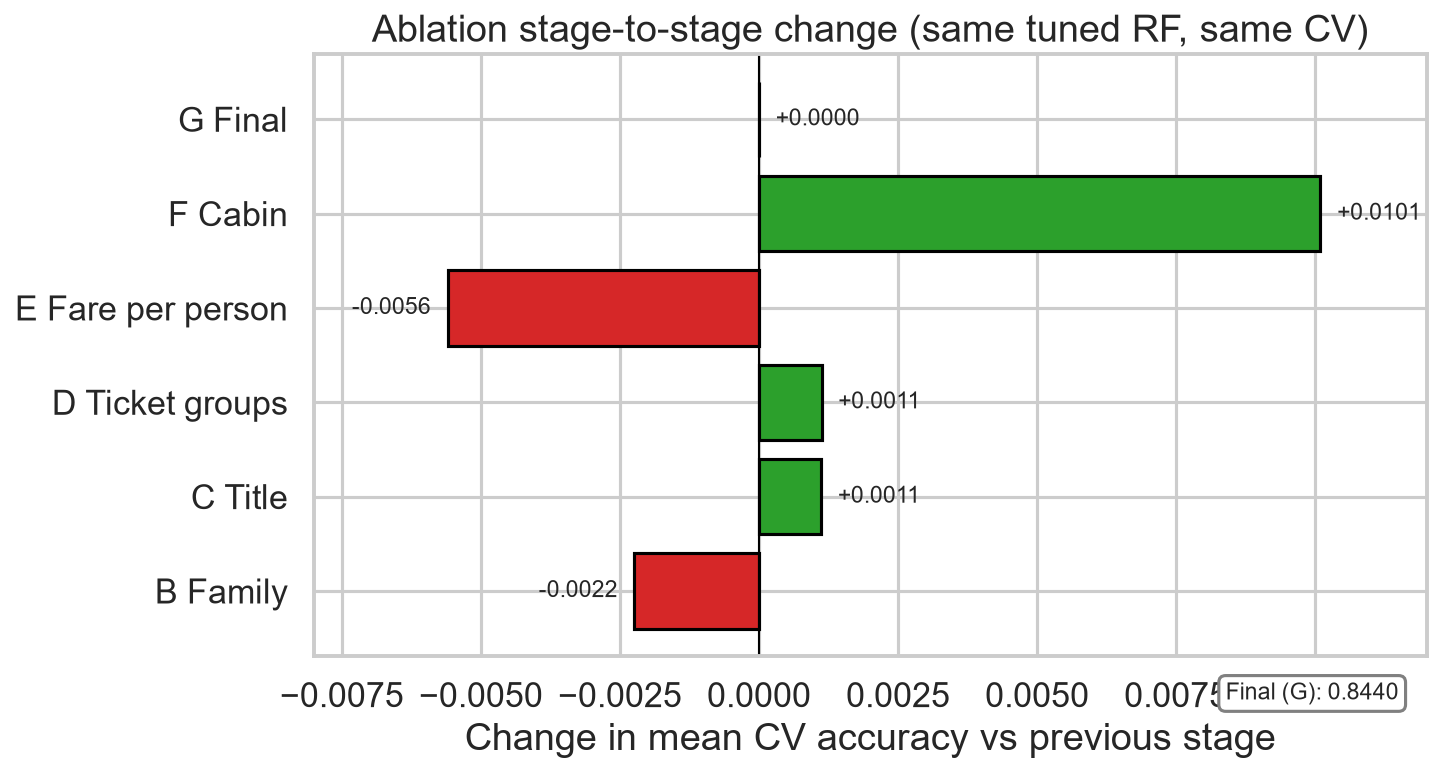 Ablation stage-to-stage change (same tuned RF, same CV)
G Final
+0.0000
F Cabin
+0.0101
E Fare per person
-0.0056
D Ticket groups
+0.0011
C Title
+0.0011
B Family
-0.0022
−0.0075 −0.0050 −0.0025 0.0000 0.0025 0.0050 0.0075
Final (G): 0.8440
Change in mean CV accuracy vs previous stage